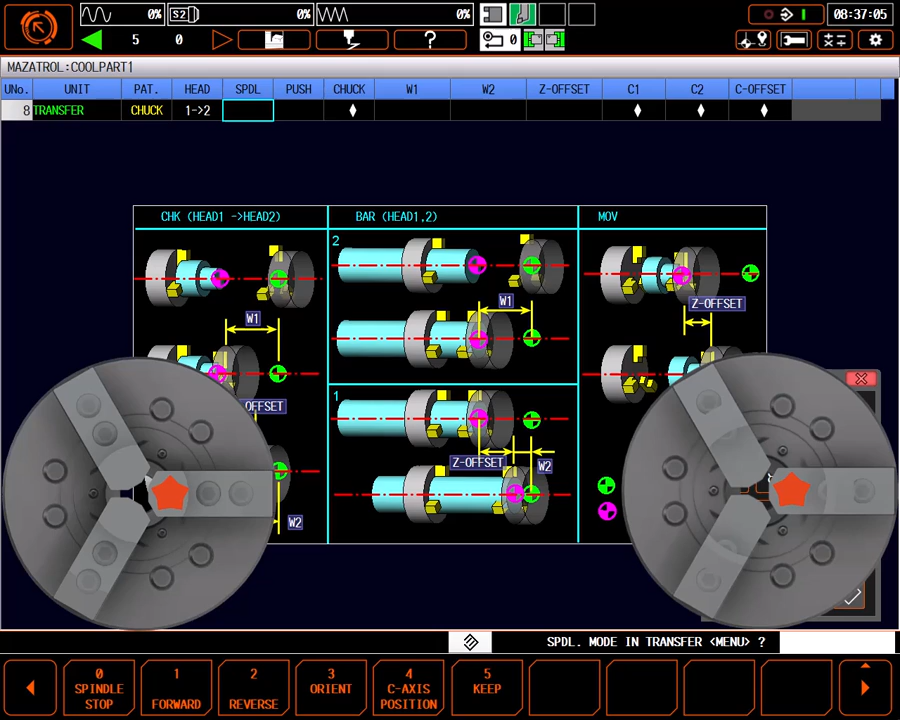 0%
S2
0%
0%
08:37:05
5 0
?
0
MAZATROL:COOLPART1
UNo. UNIT PAT. HEAD SPDL PUSH CHUCK W1 W2 Z-OFFSET C1 C2 C-OFFSET
8 TRANSFER CHUCK 1->2 ♦ ♦ ♦ ♦
CHK (HEAD1 ->HEAD2) BAR (HEAD1,2) MOV
2
W1
W1
Z-OFFSET
OFFSET
1
Z-OFFSET
W2
W2
SPDL. MODE IN TRANSFER <MENU> ?
0
SPINDLE
STOP
1
FORWARD
2
REVERSE
3
ORIENT
4
C-AXIS
POSITION
5
KEEP